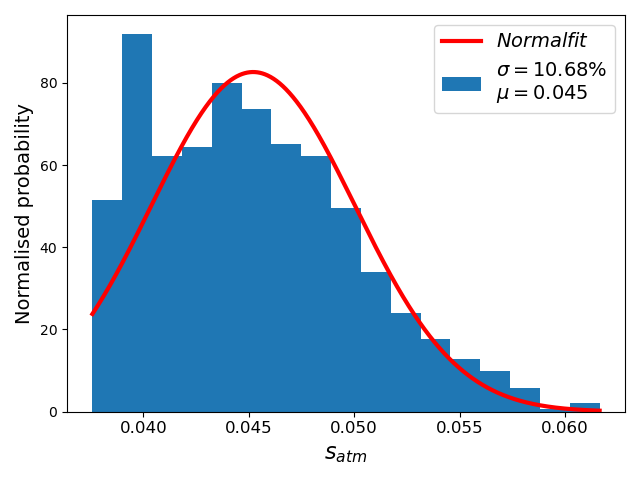 Normalfit
σ = 10.68%
μ = 0.045
Normalised probability
80
60
40
20
0
0.040 0.045 0.050 0.055 0.060
s_atm